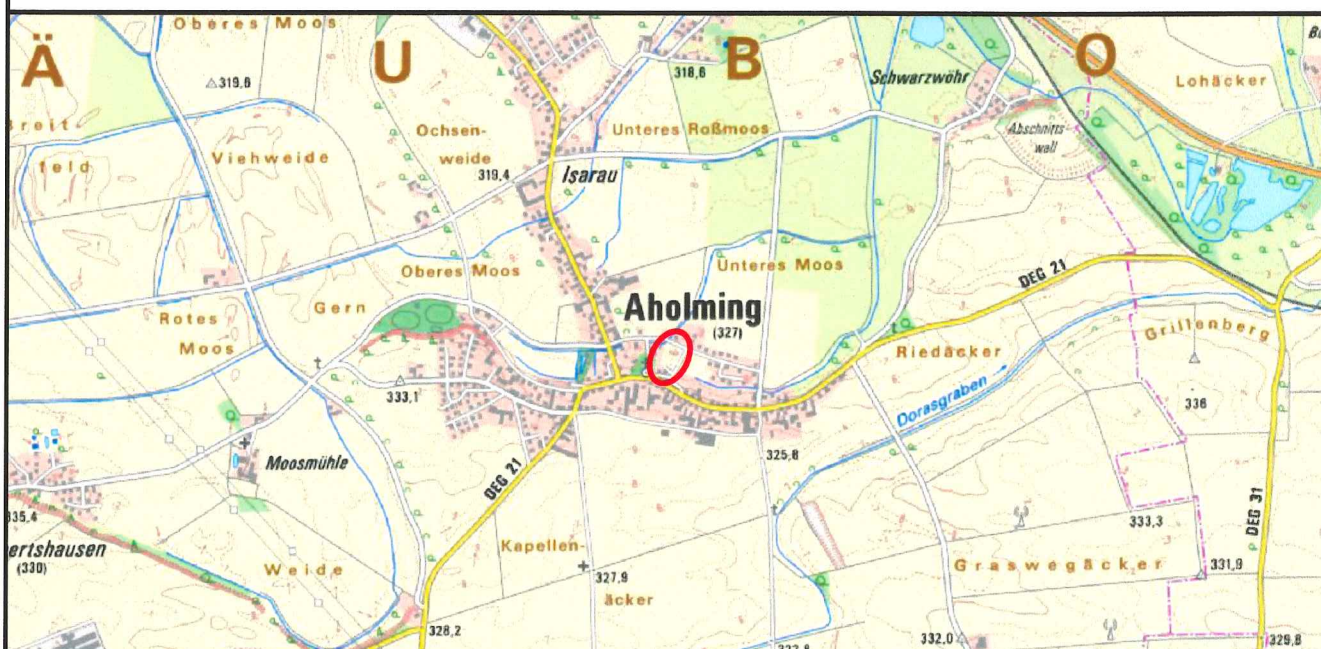 Oberes Moos
Ä
U
B
O
319,6
318,6
Schwarzwöhr
Lohäcker
Breit-
feld
Viehweide
Ochsen-
weide
Unteres Roßmoos
Abschnitts
wall
319,4
Isarau
Oberes Moos
Unteres Moos
DEG 21
Gern
Aholming
(327)
Rotes
Moos
Riedäcker
Grillenberg
333,1
Dorasgraben
336
Moosmühle
325,8
DEG 21
335,4
333,3
DEG 31
ertshausen
(330)
Weide
Kapellen-
äcker
327,9
Graswegäcker
331,9
328,2
332,0
329,8